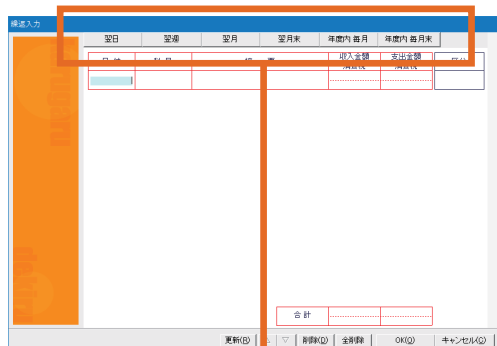 繰返入力
翌日 翌週 翌月 翌月末 年度内 毎月 年度内 毎月末
日 付 科 目 摘 要 収入金額 支出金額 区分
消費税 消費税
合 計
更新(R) △ ▽ 削除(D) 全削除 OK(O) キャンセル(C)